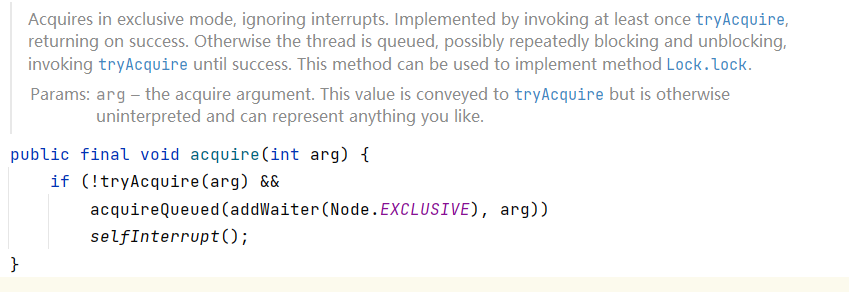 Acquires in exclusive mode, ignoring interrupts. Implemented by invoking at least once tryAcquire,
returning on success. Otherwise the thread is queued, possibly repeatedly blocking and unblocking,
invoking tryAcquire until success. This method can be used to implement method Lock.lock.
Params: arg – the acquire argument. This value is conveyed to tryAcquire but is otherwise
uninterpreted and can represent anything you like.
public final void acquire(int arg) {
    if (!tryAcquire(arg) &&
        acquireQueued(addWaiter(Node.EXCLUSIVE), arg))
        selfInterrupt();
}